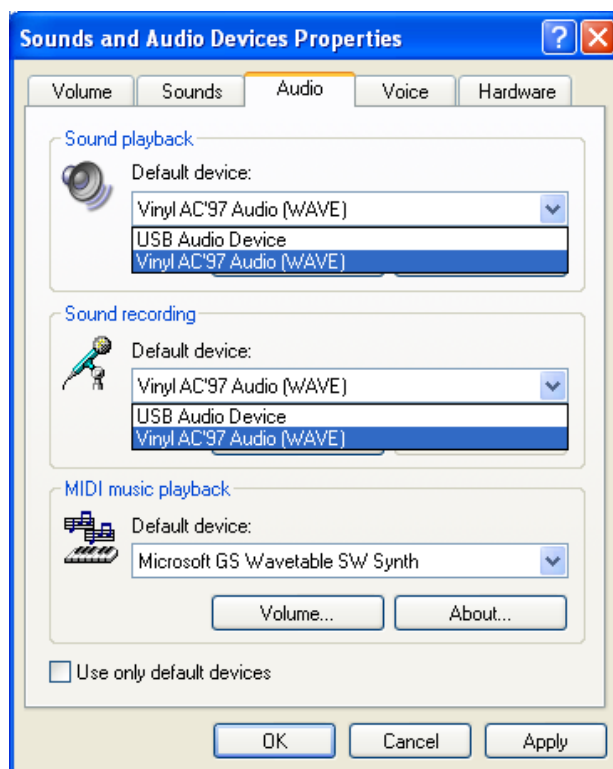 Sounds and Audio Devices Properties
Volume Sounds Audio Voice Hardware
Sound playback
Default device:
Vinyl AC'97 Audio (WAVE)
USB Audio Device
Vinyl AC'97 Audio (WAVE)
Sound recording
Default device:
Vinyl AC'97 Audio (WAVE)
USB Audio Device
Vinyl AC'97 Audio (WAVE)
MIDI music playback
Default device:
Microsoft GS Wavetable SW Synth
Volume... About...
Use only default devices
OK Cancel Apply